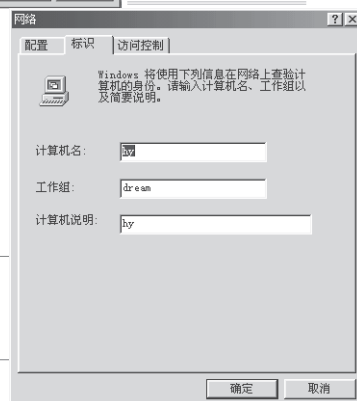 网络
配置 标识 访问控制
Windows 将使用下列信息在网络上查验计
算机的身份。请输入计算机名、工作组以
及简要说明。
计算机名: hy
工作组: dream
计算机说明: hy
确定 取消